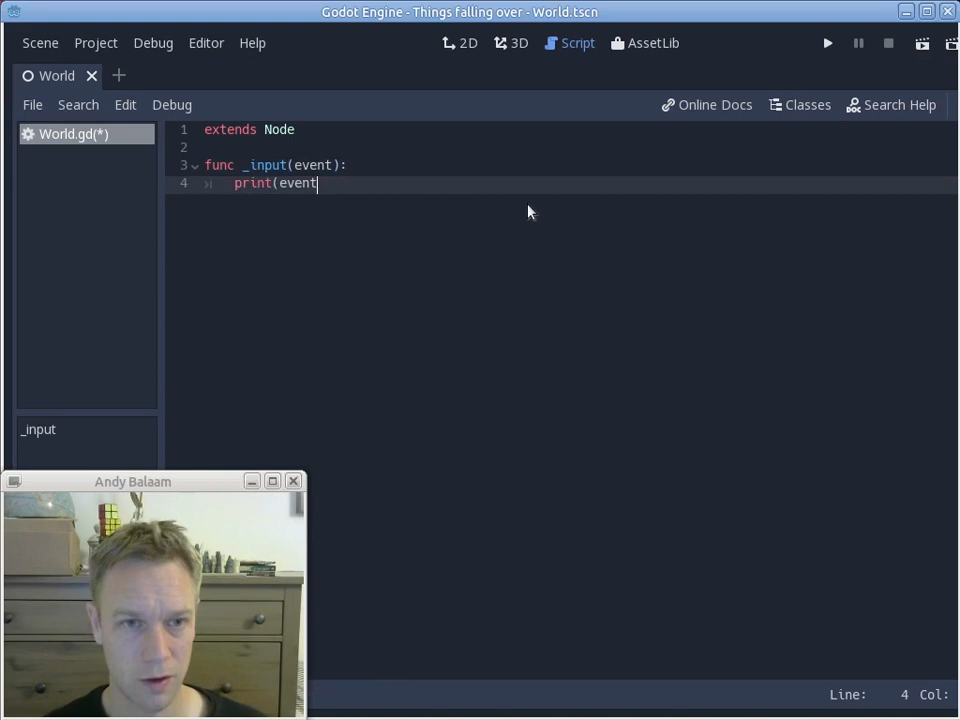 Godot Engine - Things falling over - World.tscn
Scene Project Debug Editor Help 2D 3D Script AssetLib
World
File Search Edit Debug Online Docs Classes Search Help
World.gd(*)
1 extends Node
2
3 func _input(event):
4 print(event
_input
Andy Balaam
Line: 4 Col: